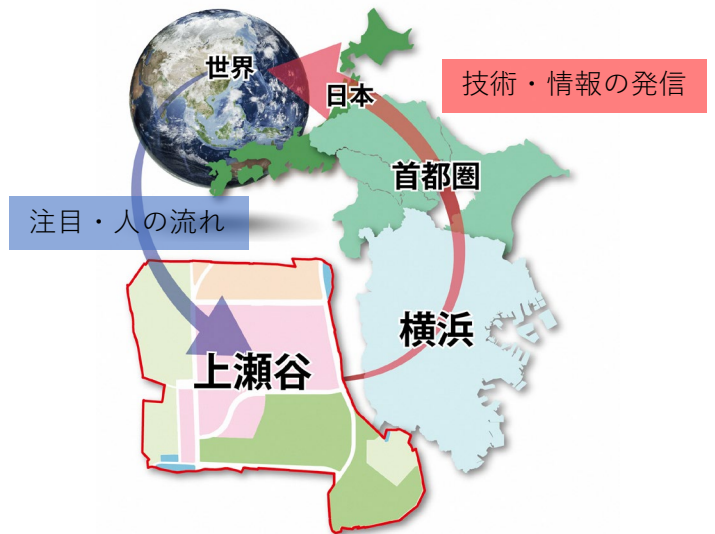 世界
日本
技術・情報の発信
首都圏
注目・人の流れ
横浜
上瀬谷